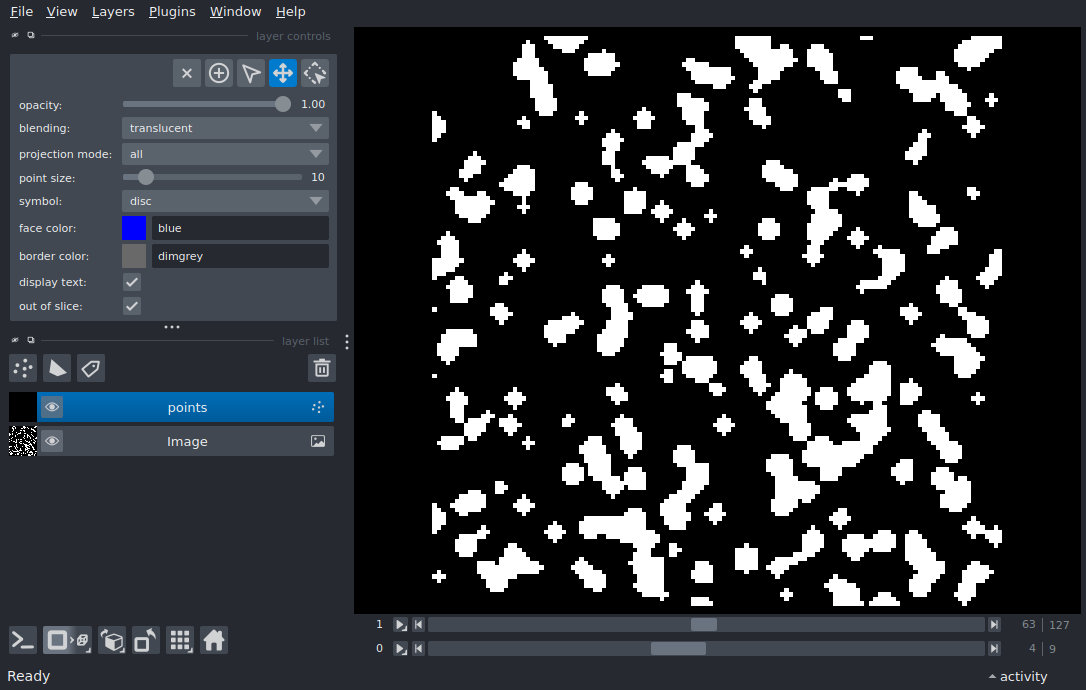 File View Layers Plugins Window Help
layer controls
opacity: 1.00
blending: translucent
projection mode: all
point size: 10
symbol: disc
face color: blue
border color: dimgrey
display text:
out of slice:
layer list
points
Image
1 63 127
0 4 9
Ready activity